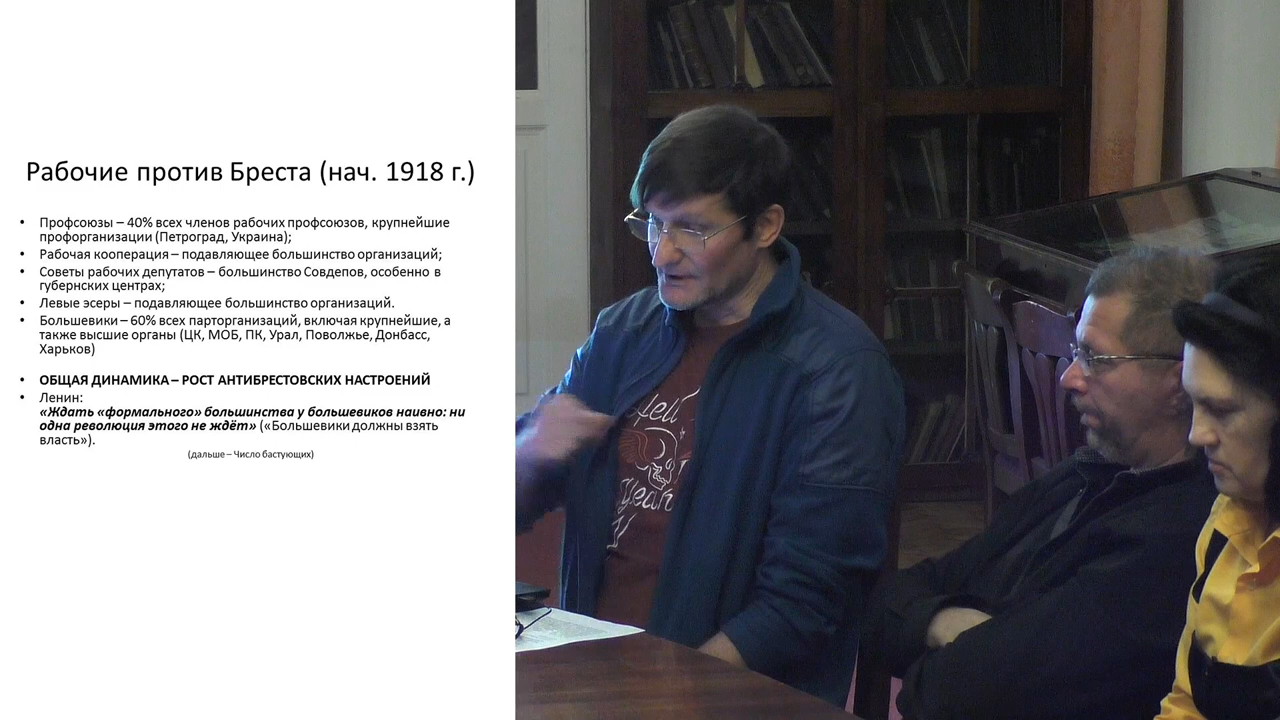 Рабочие против Бреста (нач. 1918 г.)
• Профсоюзы – 40% всех членов рабочих профсоюзов, крупнейшие
профорганизации (Петроград, Украина);
• Рабочая кооперация – подавляющее большинство организаций;
• Советы рабочих депутатов – большинство Совдепов, особенно в
губернских центрах;
• Левые эсеры – подавляющее большинство организаций.
• Большевики – 60% всех парторганизаций, включая крупнейшие, а
также высшие органы (ЦК, МОБ, ПК, Урал, Поволжье, Донбасс,
Харьков)
• ОБЩАЯ ДИНАМИКА – РОСТ АНТИБРЕСТОВСКИХ НАСТРОЕНИЙ
• Ленин:
«Ждать «формального» большинства у большевиков наивно: ни
одна революция этого не ждёт» («Большевики должны взять
власть»).
(дальше – Число бастующих)
Hell
Yeah